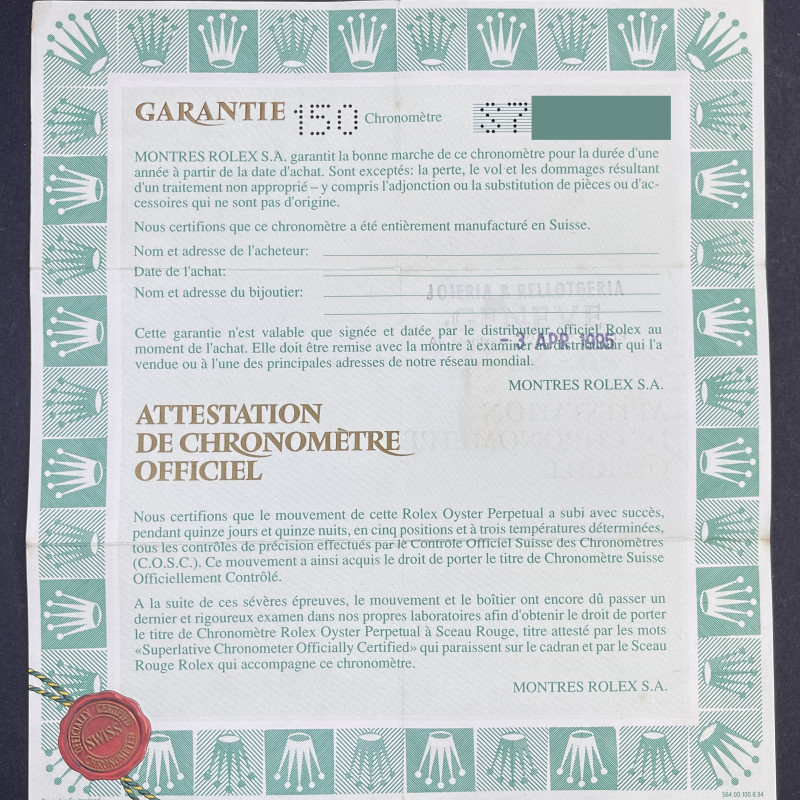 GARANTIE 150 Chronomètre S7
MONTRES ROLEX S.A. garantit la bonne marche de ce chronomètre pour la durée d'une
année à partir de la date d'achat. Sont exceptés: la perte, le vol et les dommages résultant
d'un traitement non approprié – y compris l'adjonction ou la substitution de pièces ou d'ac-
cessoires qui ne sont pas d'origine.
Nous certifions que ce chronomètre a été entièrement manufacturé en Suisse.
Nom et adresse de l'acheteur:
Date de l'achat:
Nom et adresse du bijoutier:
JOIERIA & RELLOTGERIA
GENEVE
Cette garantie n'est valable que signée et datée par le distributeur officiel Rolex au
- 3 APR. 1995
moment de l'achat. Elle doit être remise avec la montre à examiner au distributeur qui l'a
vendue ou à l'une des principales adresses de notre réseau mondial.
MONTRES ROLEX S.A.
ATTESTATION
DE CHRONOMÈTRE
OFFICIEL
Nous certifions que le mouvement de cette Rolex Oyster Perpetual a subi avec succès,
pendant quinze jours et quinze nuits, en cinq positions et à trois températures déterminées,
tous les contrôles de précision effectués par le Contrôle Officiel Suisse des Chronomètres
(C.O.S.C.). Ce mouvement a ainsi acquis le droit de porter le titre de Chronomètre Suisse
Officiellement Contrôlé.
A la suite de ces sévères épreuves, le mouvement et le boîtier ont encore dû passer un
dernier et rigoureux examen dans nos propres laboratoires afin d'obtenir le droit de porter
le titre de Chronomètre Rolex Oyster Perpetual à Sceau Rouge, titre attesté par les mots
«Superlative Chronometer Officially Certified» qui paraissent sur le cadran et par le Sceau
Rouge Rolex qui accompagne ce chronomètre.
MONTRES ROLEX S.A.
OFFICIALLY CERTIFIED
SWISS
CHRONOMETER
564.00.100.6.94